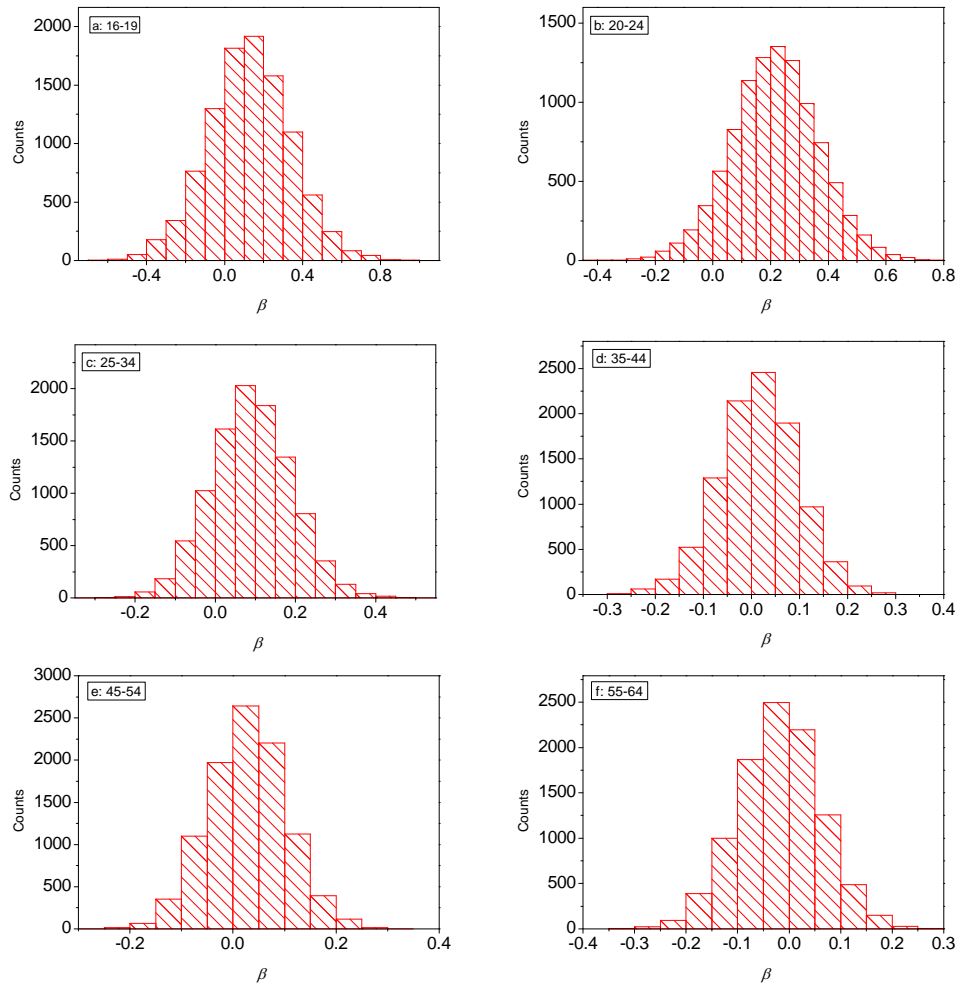 a: 16-19
2000
1500
1000
500
0
Counts
-0.4 0.0 0.4 0.8
β
b: 20-24
1500
1000
500
0
Counts
-0.4 -0.2 0.0 0.2 0.4 0.6 0.8
β
c: 25-34
2000
1500
1000
500
0
Counts
0.0 0.2 0.4
β
d: 35-44
2500
2000
1500
1000
500
0
Counts
-0.3 -0.2 -0.1 0.0 0.1 0.2 0.3 0.4
β
e: 45-54
3000
2500
2000
1500
1000
500
0
Counts
-0.2 0.0 0.2 0.4
β
f: 55-64
2500
2000
1500
1000
500
0
Counts
-0.4 -0.3 -0.2 -0.1 0.0 0.1 0.2 0.3
β